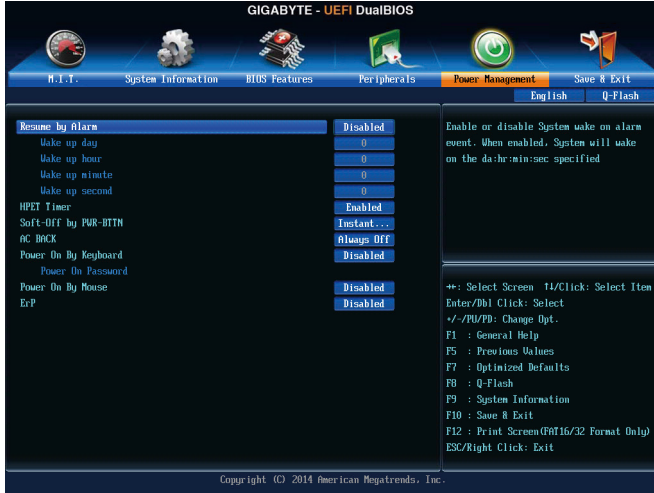 GIGABYTE - UEFI DualBIOS
M.I.T. System Information BIOS Features Peripherals Power Management Save & Exit
English Q-Flash
Resume by Alarm Disabled
Wake up day 0
Wake up hour 0
Wake up minute 0
Wake up second 0
HPET Timer Enabled
Soft-Off by PWR-BTTN Instant...
AC BACK Always Off
Power On By Keyboard Disabled
Power On Password
Power On By Mouse Disabled
ErP Disabled
Enable or disable System wake on alarm
event. When enabled, System will wake
on the da:hr:min:sec specified
→←: Select Screen ↑↓/Click: Select Item
Enter/Dbl Click: Select
+/-/PU/PD: Change Opt.
F1 : General Help
F5 : Previous Values
F7 : Optimized Defaults
F8 : Q-Flash
F9 : System Information
F10 : Save & Exit
F12 : Print Screen(FAT16/32 Format Only)
ESC/Right Click: Exit
Copyright (C) 2014 American Megatrends, Inc.